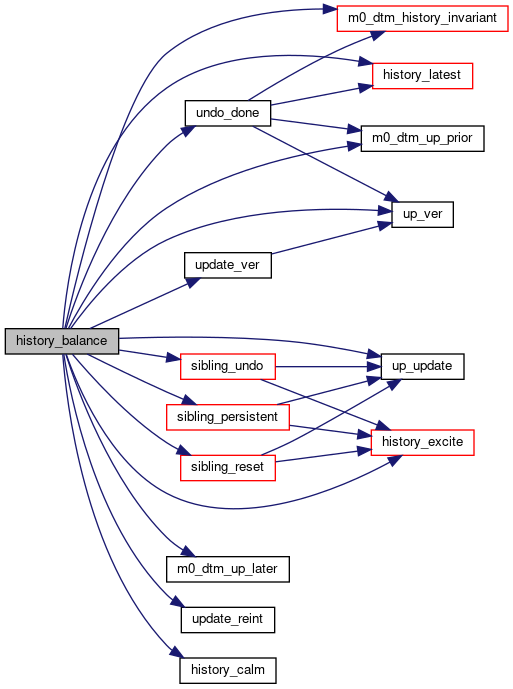 m0_dtm_history_invariant
history_latest
undo_done
m0_dtm_up_prior
up_ver
update_ver
history_balance
sibling_undo
up_update
sibling_persistent
history_excite
sibling_reset
m0_dtm_up_later
update_reint
history_calm